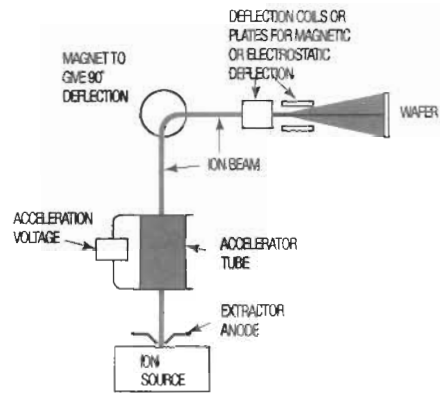 DEFLECTION COILS OR
PLATES FOR MAGNETIC
OR ELECTROSTATIC
DEFLECTION
MAGNET TO
GIVE 90°
DEFLECTION
WAFER
ION BEAM
ACCELERATION
VOLTAGE
ACCELERATOR
TUBE
EXTRACTOR
ANODE
ION
SOURCE